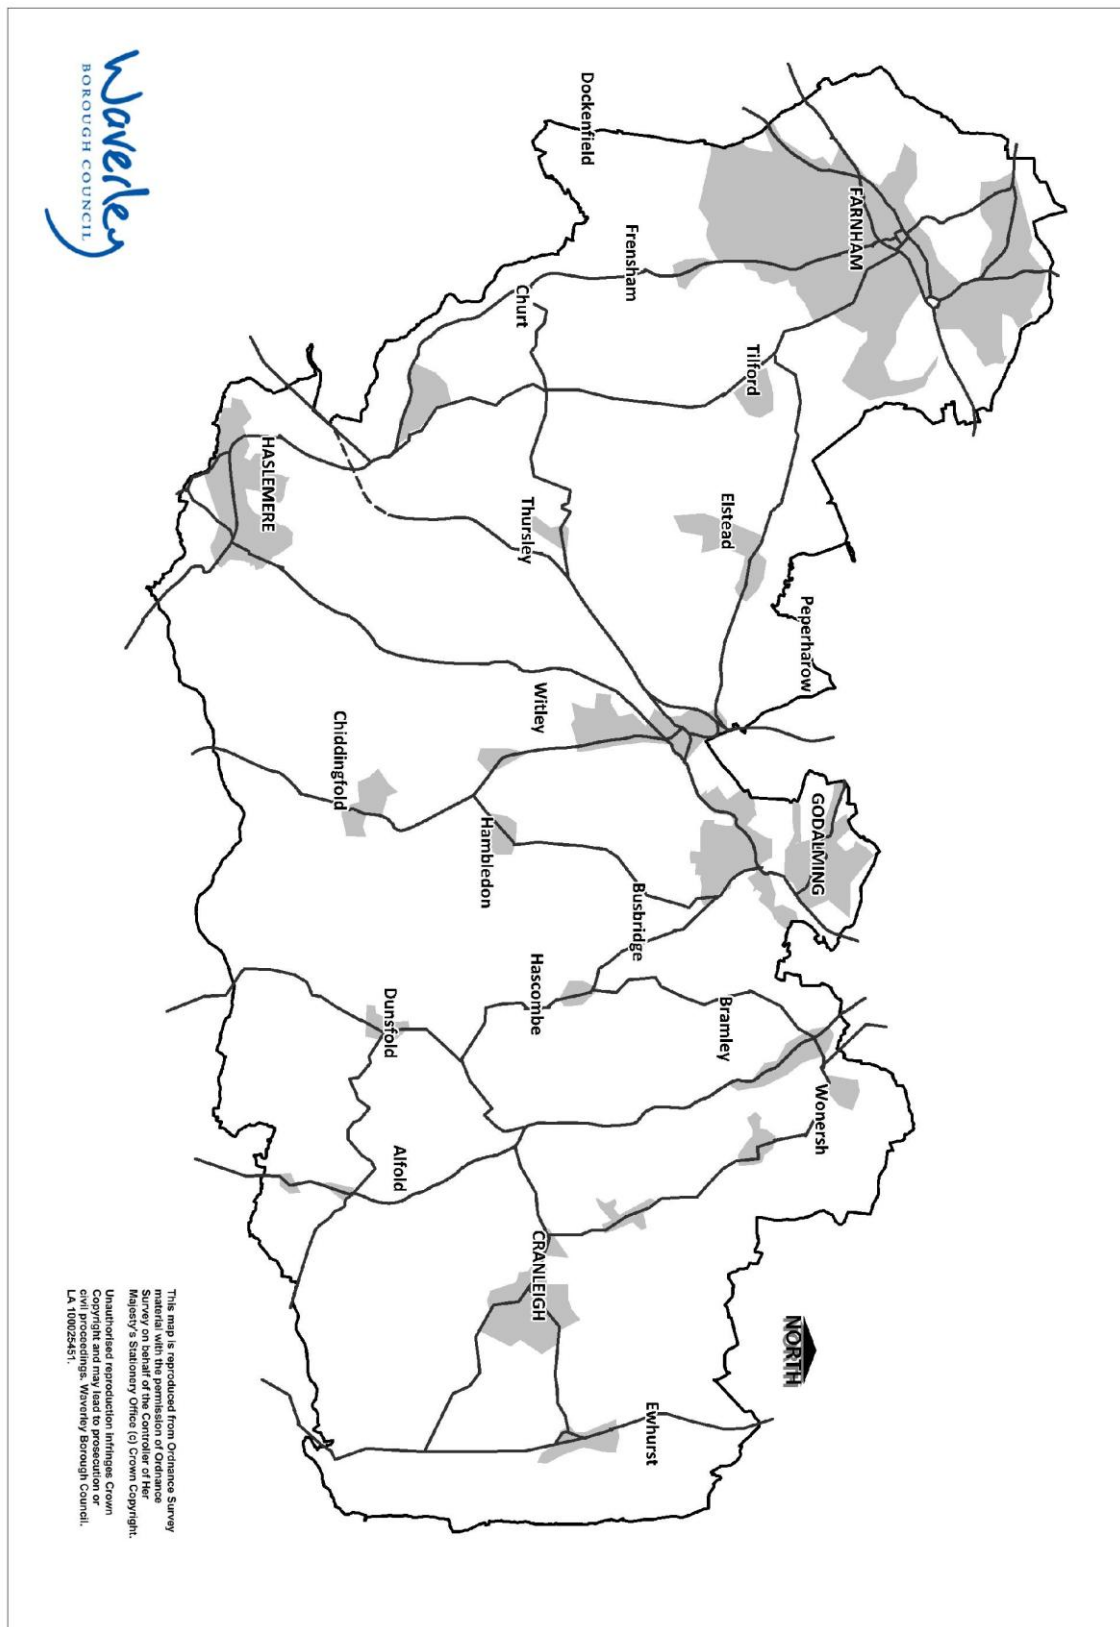 FARNHAM
GODALMING
Peperharow
Wonersh
NORTH
Tilford
Elstead
Bramley
Dockenfield
Frensham
Busbridge
Ewhurst
Churt
Thursley
Witley
Hascombe
CRANLEIGH
Hambledon
Dunsfold
Alfold
Chiddingfold
HASLEMERE
Waverley
BOROUGH COUNCIL
This map is reproduced from Ordnance Survey
material with the permission of Ordnance
Survey on behalf of the Controller of Her
Majesty's Stationery Office (c) Crown Copyright.
Unauthorised reproduction infringes Crown
Copyright and may lead to prosecution or
civil proceedings. Waverley Borough Council.
LA 100025451.